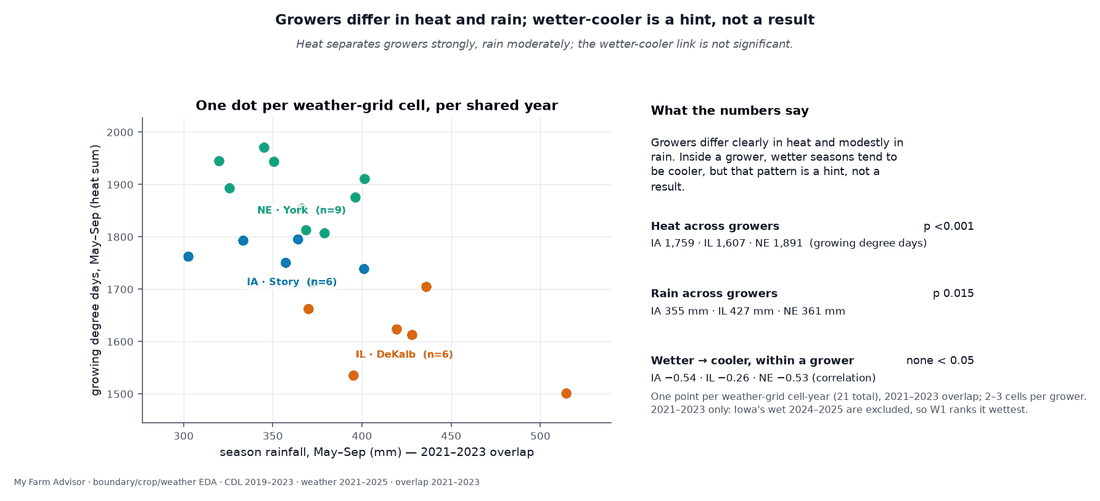 Growers differ in heat and rain; wetter-cooler is a hint, not a result
Heat separates growers strongly, rain moderately; the wetter-cooler link is not significant.
One dot per weather-grid cell, per shared year
growing degree days, May–Sep (heat sum)
2000
1900
1800
1700
1600
1500
NE · York (n=9)
IA · Story (n=6)
IL · DeKalb (n=6)
300
350
400
450
500
season rainfall, May–Sep (mm) — 2021–2023 overlap
What the numbers say
Growers differ clearly in heat and modestly in
rain. Inside a grower, wetter seasons tend to
be cooler, but that pattern is a hint, not a
result.
Heat across growers p <0.001
IA 1,759 · IL 1,607 · NE 1,891 (growing degree days)
Rain across growers p 0.015
IA 355 mm · IL 427 mm · NE 361 mm
Wetter → cooler, within a grower none < 0.05
IA −0.54 · IL −0.26 · NE −0.53 (correlation)
One point per weather-grid cell-year (21 total), 2021–2023 overlap; 2–3 cells per grower.
2021–2023 only: Iowa's wet 2024–2025 are excluded, so W1 ranks it wettest.
My Farm Advisor · boundary/crop/weather EDA · CDL 2019–2023 · weather 2021–2025 · overlap 2021–2023